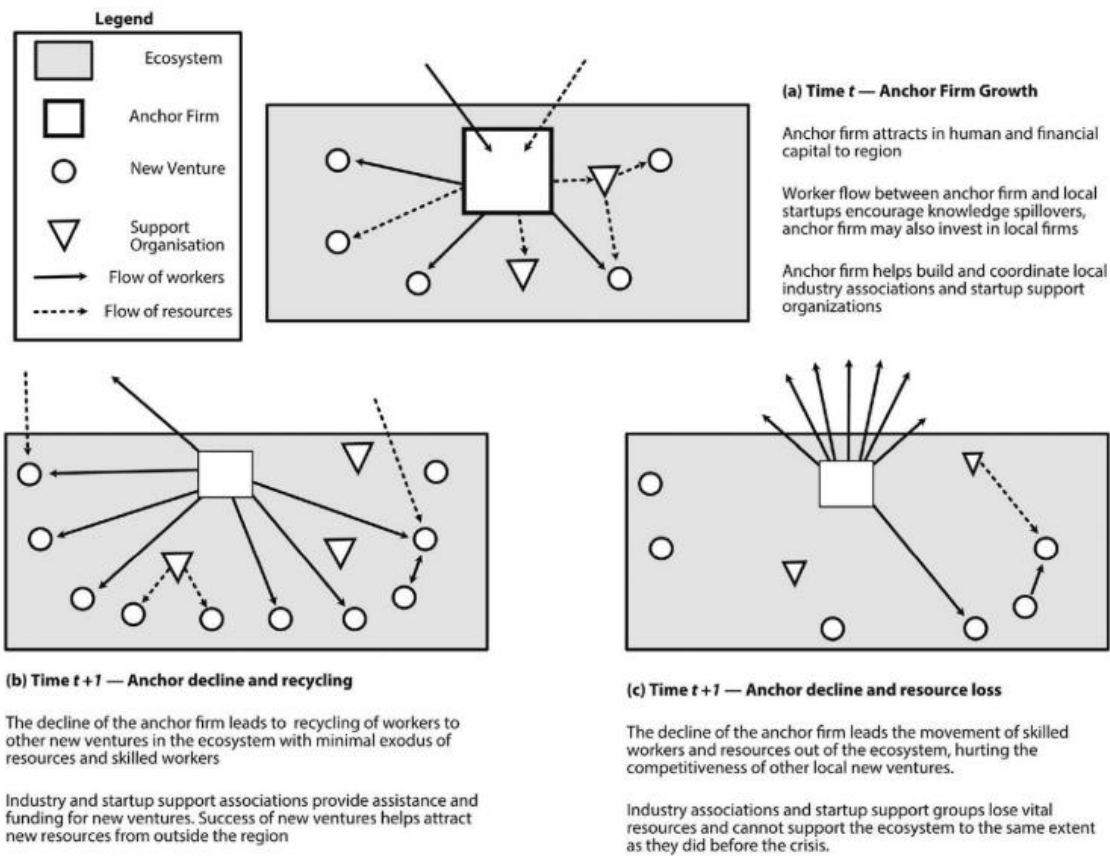 Legend
Ecosystem
Anchor Firm
New Venture
Support
Organisation
Flow of workers
Flow of resources
(a) Time t — Anchor Firm Growth
Anchor firm attracts in human and financial
capital to region
Worker flow between anchor firm and local
startups encourage knowledge spillovers,
anchor firm may also invest in local firms
Anchor firm helps build and coordinate local
industry associations and startup support
organizations
(b) Time t+1 — Anchor decline and recycling
The decline of the anchor firm leads to recycling of workers to
other new ventures in the ecosystem with minimal exodus of
resources and skilled workers
Industry and startup support associations provide assistance and
funding for new ventures. Success of new ventures helps attract
new resources from outside the region
(c) Time t+1 — Anchor decline and resource loss
The decline of the anchor firm leads the movement of skilled
workers and resources out of the ecosystem, hurting the
competitiveness of other local new ventures.
Industry associations and startup support groups lose vital
resources and cannot support the ecosystem to the same extent
as they did before the crisis.